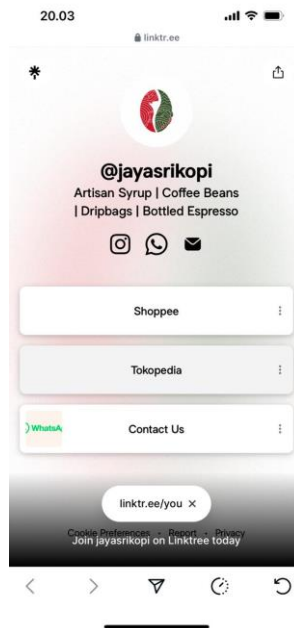 20.03
linktr.ee
@jayasrikopi
Artisan Syrup | Coffee Beans
| Dripbags | Bottled Espresso
Shoppee
Tokopedia
WhatsA
Contact Us
linktr.ee/you ×
Cookie Preferences • Report • Privacy
Join jayasrikopi on Linktree today